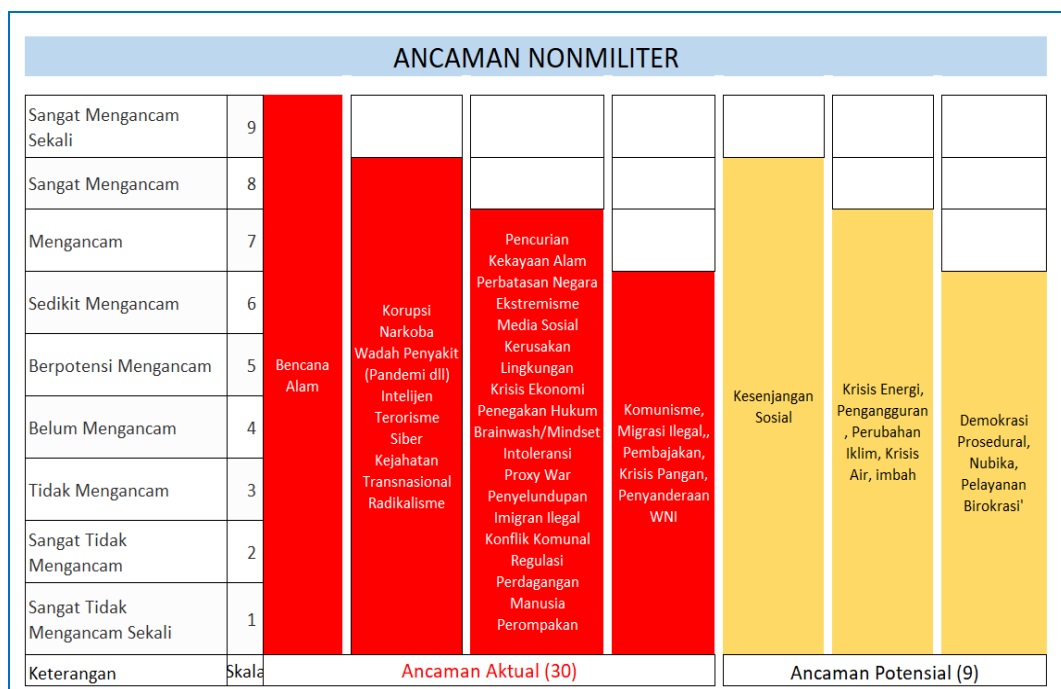 ANCAMAN NONMILITER
Sangat Mengancam
Sekali
9
Sangat Mengancam
8
Mengancam
7
Sedikit Mengancam
6
Berpotensi Mengancam
5
Belum Mengancam
4
Tidak Mengancam
3
Sangat Tidak
Mengancam
2
Sangat Tidak
Mengancam Sekali
1
Keterangan
Skala
Bencana
Alam
Korupsi
Narkoba
Wadah Penyakit
(Pandemi dll)
Intelijen
Terorisme
Siber
Kejahatan
Transnasional
Radikalisme
Pencurian
Kekayaan Alam
Perbatasan Negara
Ekstremisme
Media Sosial
Kerusakan
Lingkungan
Krisis Ekonomi
Penegakan Hukum
Brainwash/Mindset
Intoleransi
Proxy War
Penyelundupan
Imigran Ilegal
Konflik Komunal
Regulasi
Perdagangan
Manusia
Perompakan
Komunisme,
Migrasi Ilegal,,
Pembajakan,
Krisis Pangan,
Penyanderaan
WNI
Kesenjangan
Sosial
Krisis Energi,
Pengangguran
, Perubahan
Iklim, Krisis
Air, imbah
Demokrasi
Prosedural,
Nubika,
Pelayanan
Birokrasi'
Ancaman Aktual (30)
Ancaman Potensial (9)